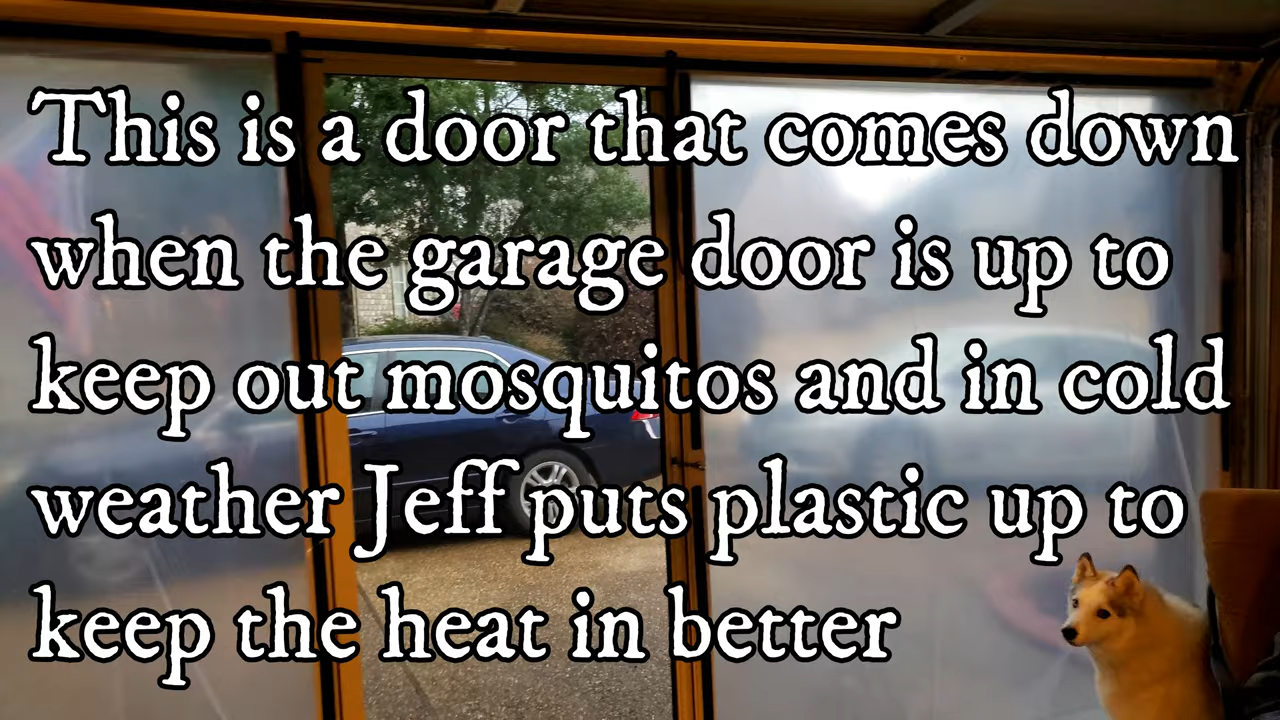 This is a door that comes down
when the garage door is up to
keep out mosquitos and in cold
weather Jeff puts plastic up to
keep the heat in better